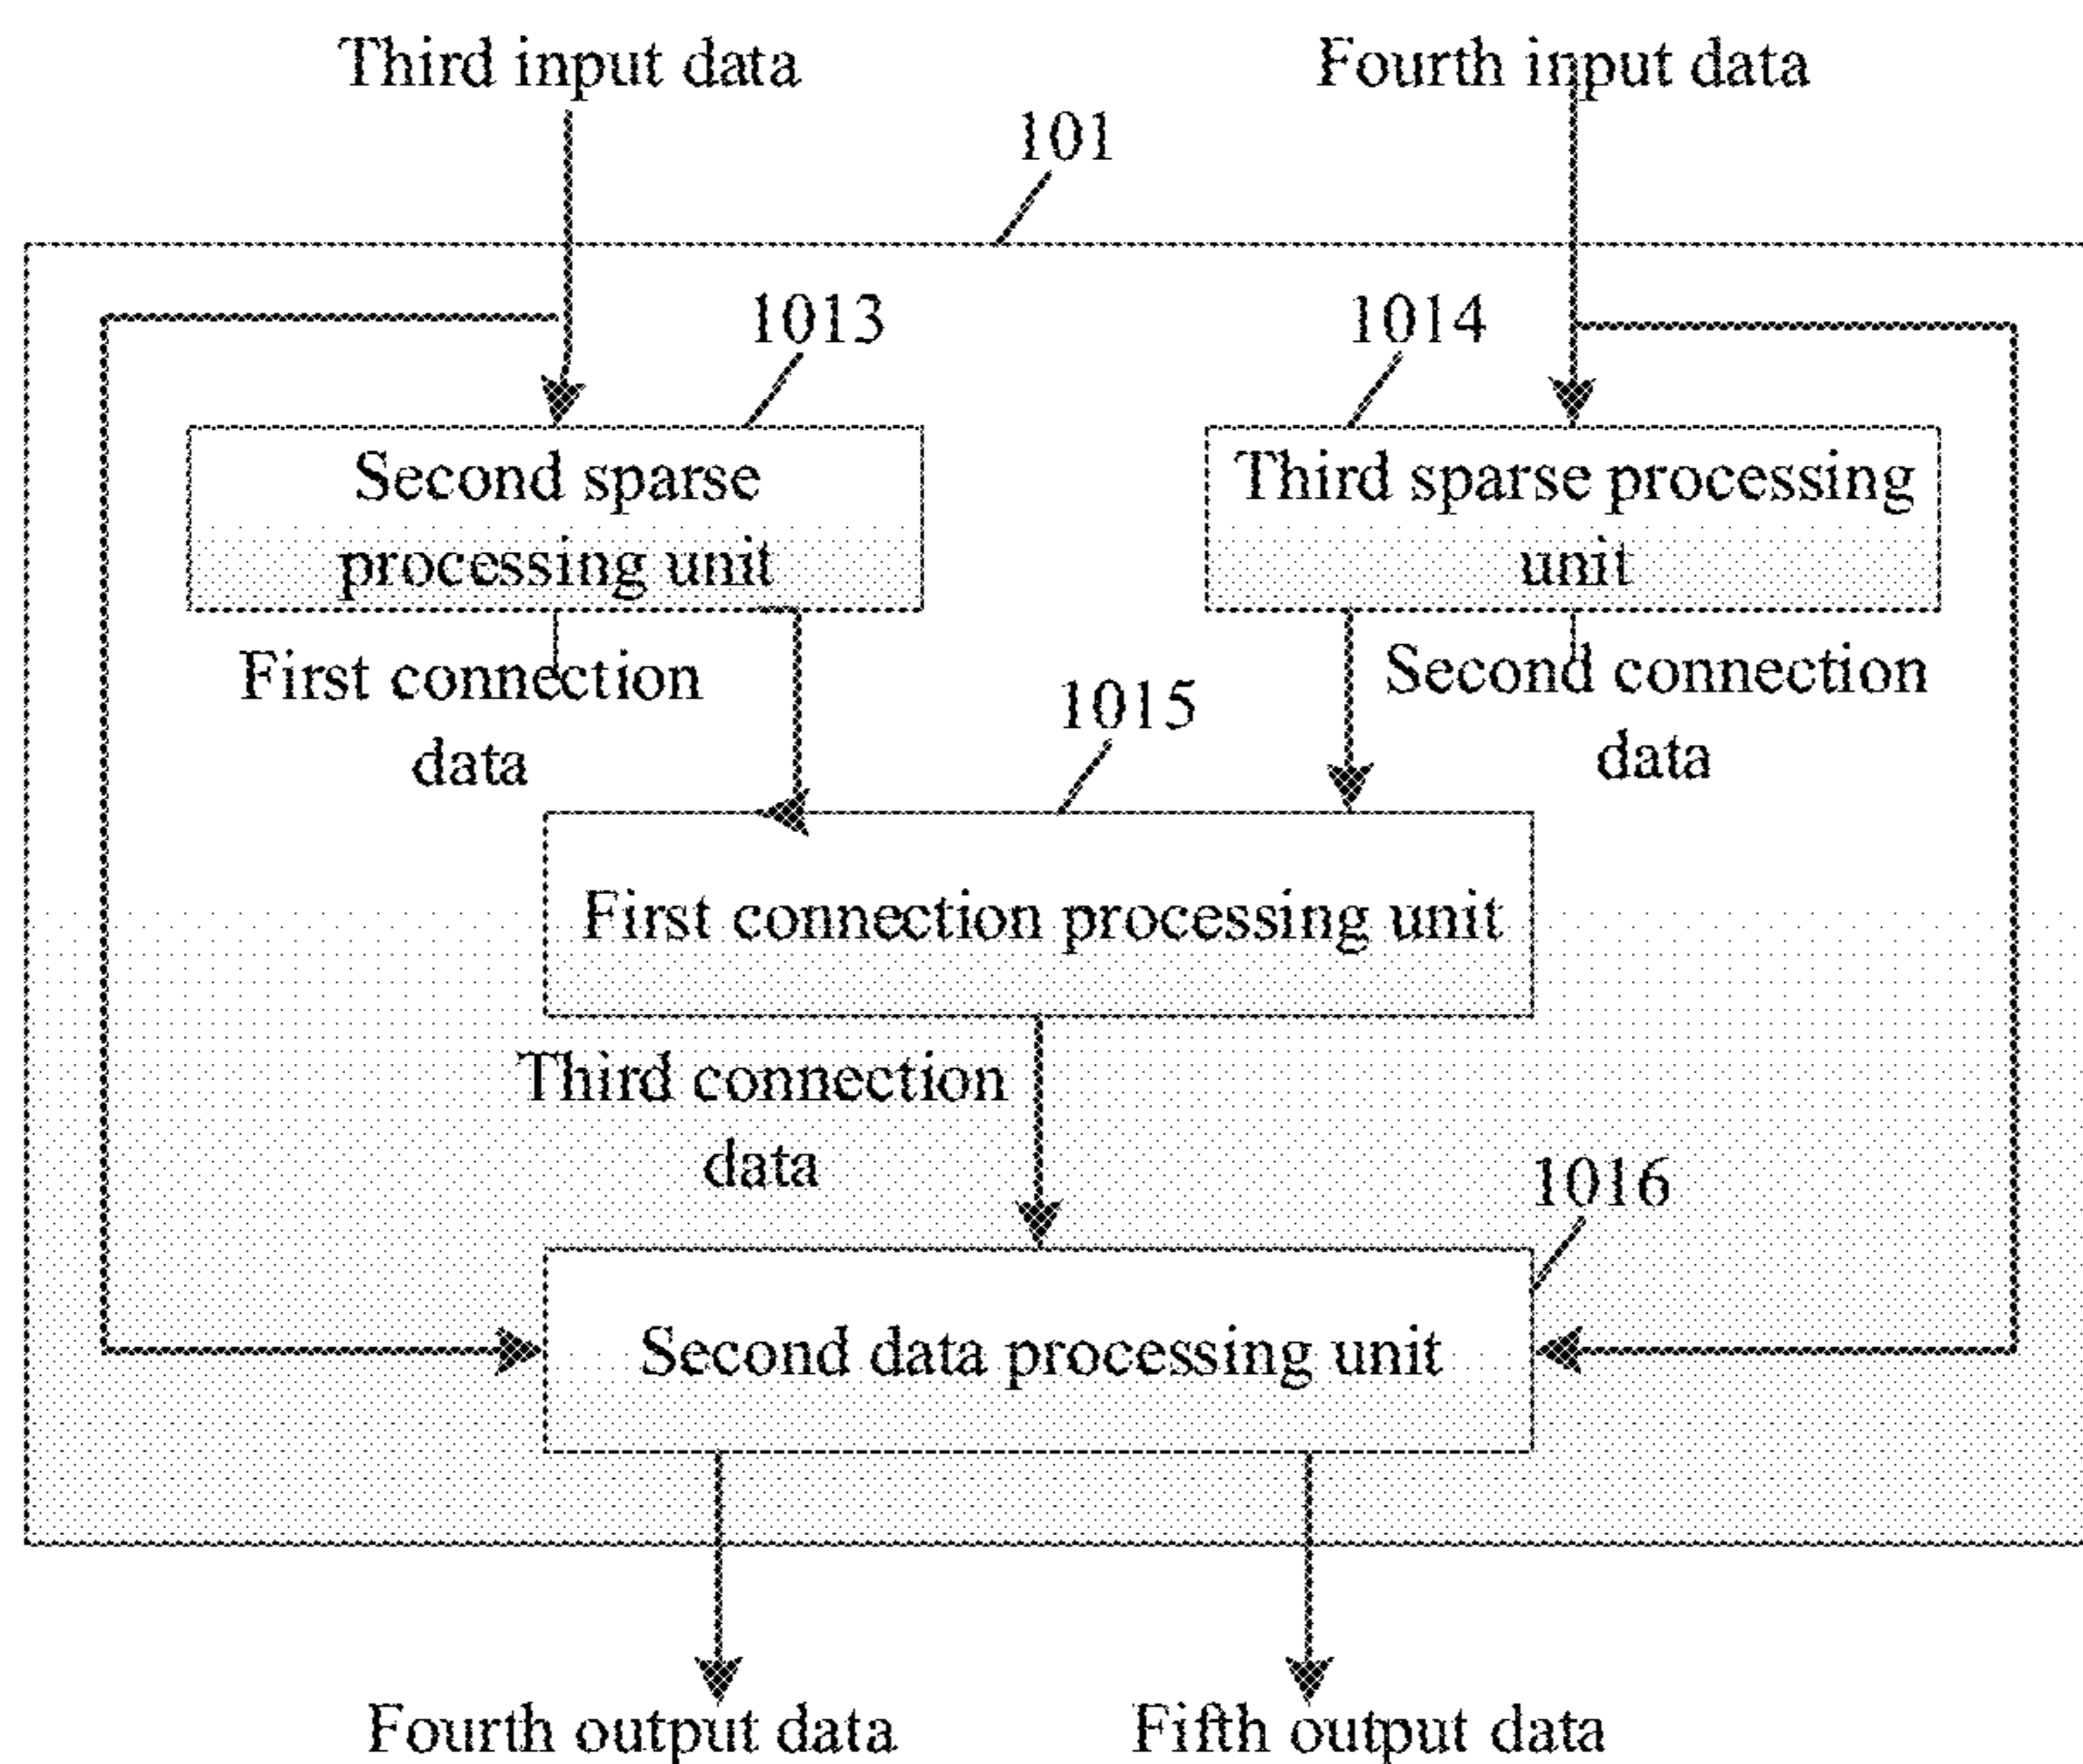 Third input data
Fourth input data
101
1013
1014
Second sparse
processing unit
Third sparse processing
unit
First connection
data
Second connection
data
1015
First connection processing unit
Third connection
data
1016
Second data processing unit
Fourth output data
Fifth output data